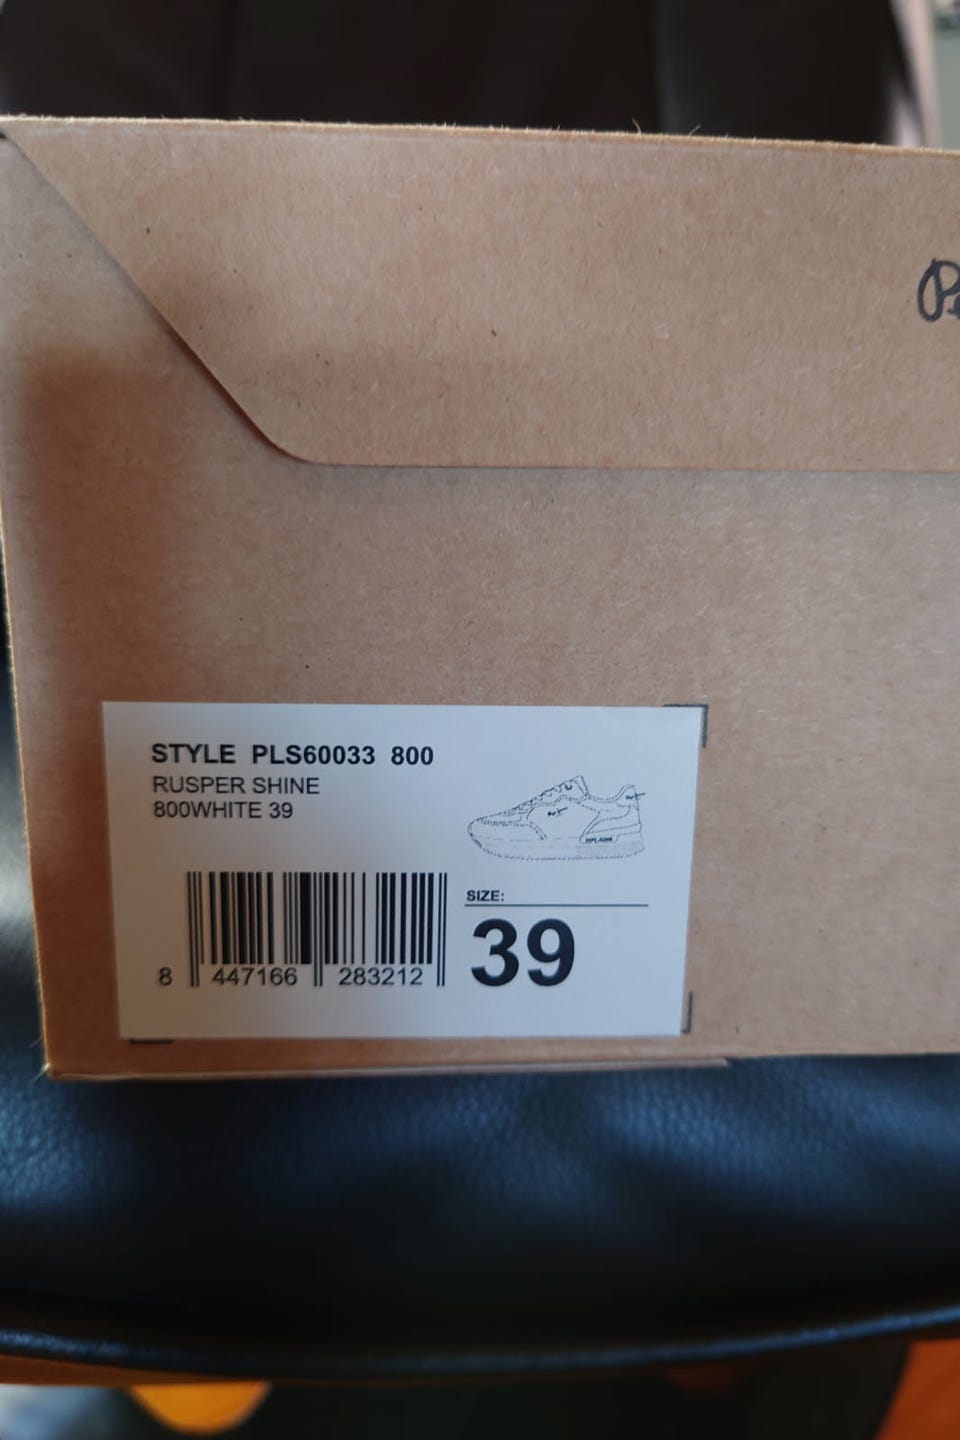 STYLE PLS60033 800
RUSPER SHINE
800WHITE 39
SIZE:
39
8 447166 283212